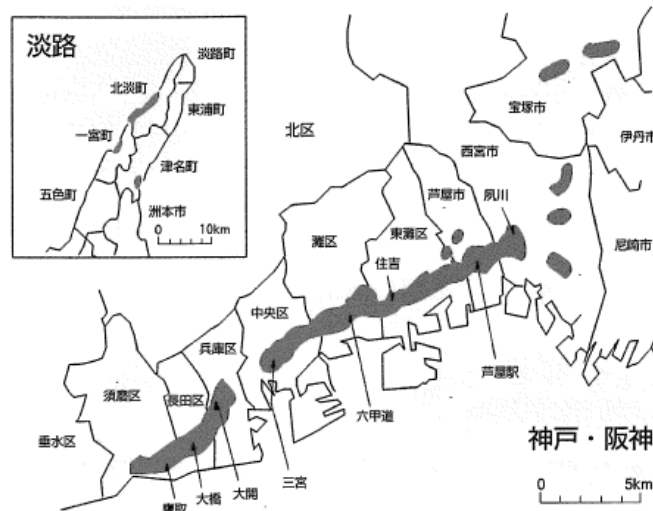 淡路
淡路町
北淡町
東浦町
一宮町
津名町
五色町
洲本市
0 10km
北区
宝塚市
伊丹市
西宮市
芦屋市
夙川
尼崎市
灘区
東灘区
住吉
中央区
兵庫区
須磨区
長田区
垂水区
芦屋駅
六甲道
三宮
大開
大橋
鷹取
神戸・阪神
0 5km